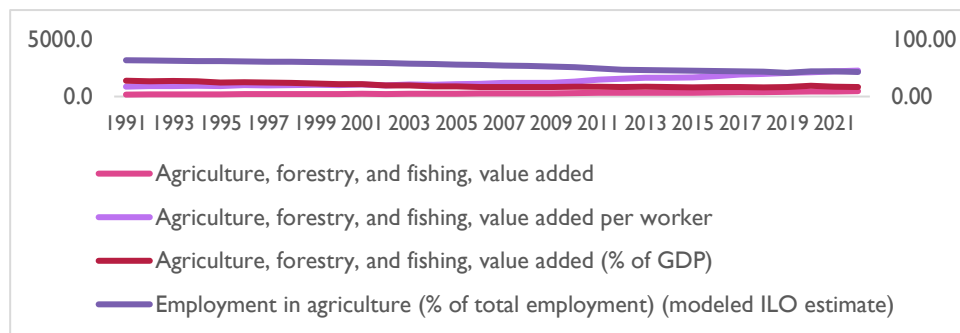 5000.0 100.00
0.0 0.00
1991 1993 1995 1997 1999 2001 2003 2005 2007 2009 2011 2013 2015 2017 2019 2021
Agriculture, forestry, and fishing, value added
Agriculture, forestry, and fishing, value added per worker
Agriculture, forestry, and fishing, value added (% of GDP)
Employment in agriculture (% of total employment) (modeled ILO estimate)